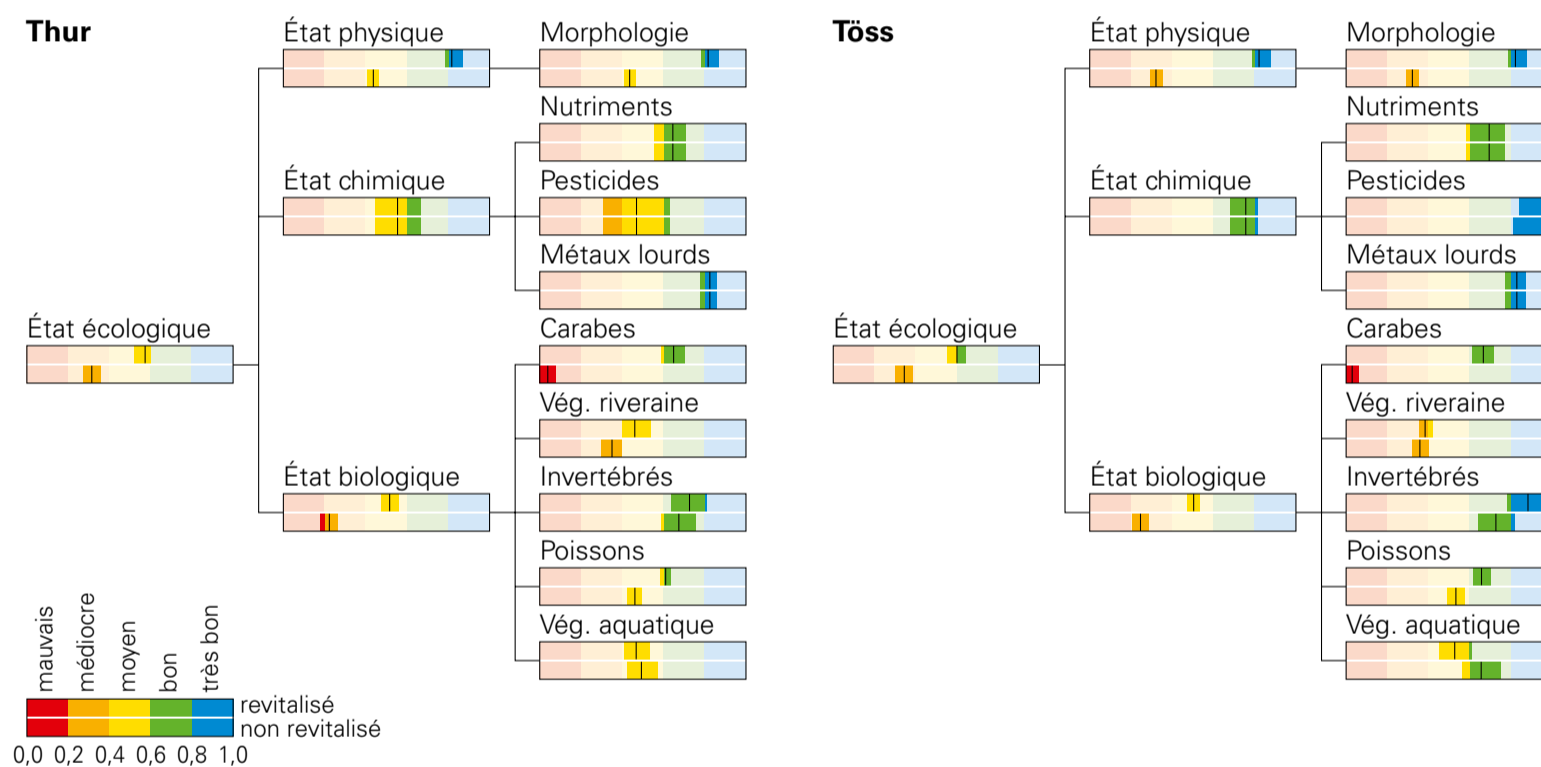 Thur
État physique
Morphologie
Nutriments
État chimique
Pesticides
Métaux lourds
État écologique
Carabes
Vég. riveraine
État biologique
Invertébrés
Poissons
Vég. aquatique
Töss
État physique
Morphologie
Nutriments
État chimique
Pesticides
Métaux lourds
État écologique
Carabes
Vég. riveraine
État biologique
Invertébrés
Poissons
Vég. aquatique
mauvais
médiocre
moyen
bon
très bon
revitalisé
non revitalisé
0,0 0,2 0,4 0,6 0,8 1,0